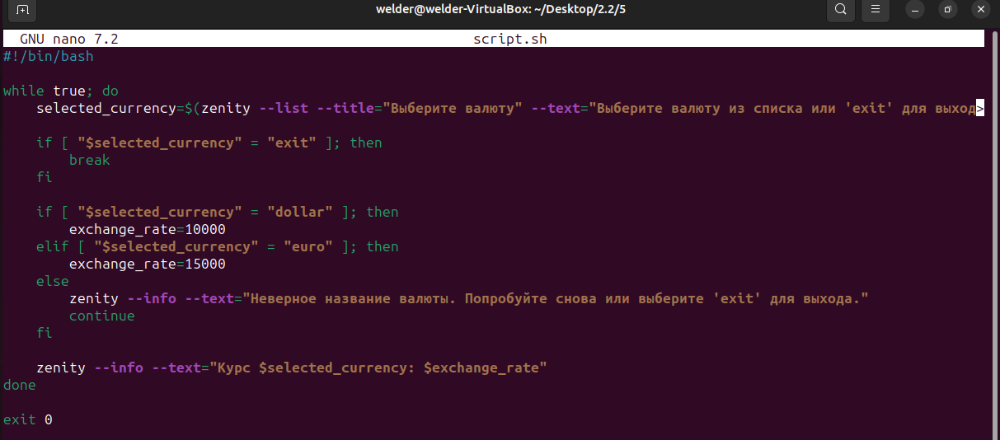 welder@welder-VirtualBox: ~/Desktop/2.2/5
GNU nano 7.2 script.sh
#!/bin/bash
while true; do
selected_currency=$(zenity --list --title="Выберите валюту" --text="Выберите валюту из списка или 'exit' для выход>
if [ "$selected_currency" = "exit" ]; then
break
fi
if [ "$selected_currency" = "dollar" ]; then
exchange_rate=10000
elif [ "$selected_currency" = "euro" ]; then
exchange_rate=15000
else
zenity --info --text="Неверное название валюты. Попробуйте снова или выберите 'exit' для выхода."
continue
fi
zenity --info --text="Курс $selected_currency: $exchange_rate"
done
exit 0